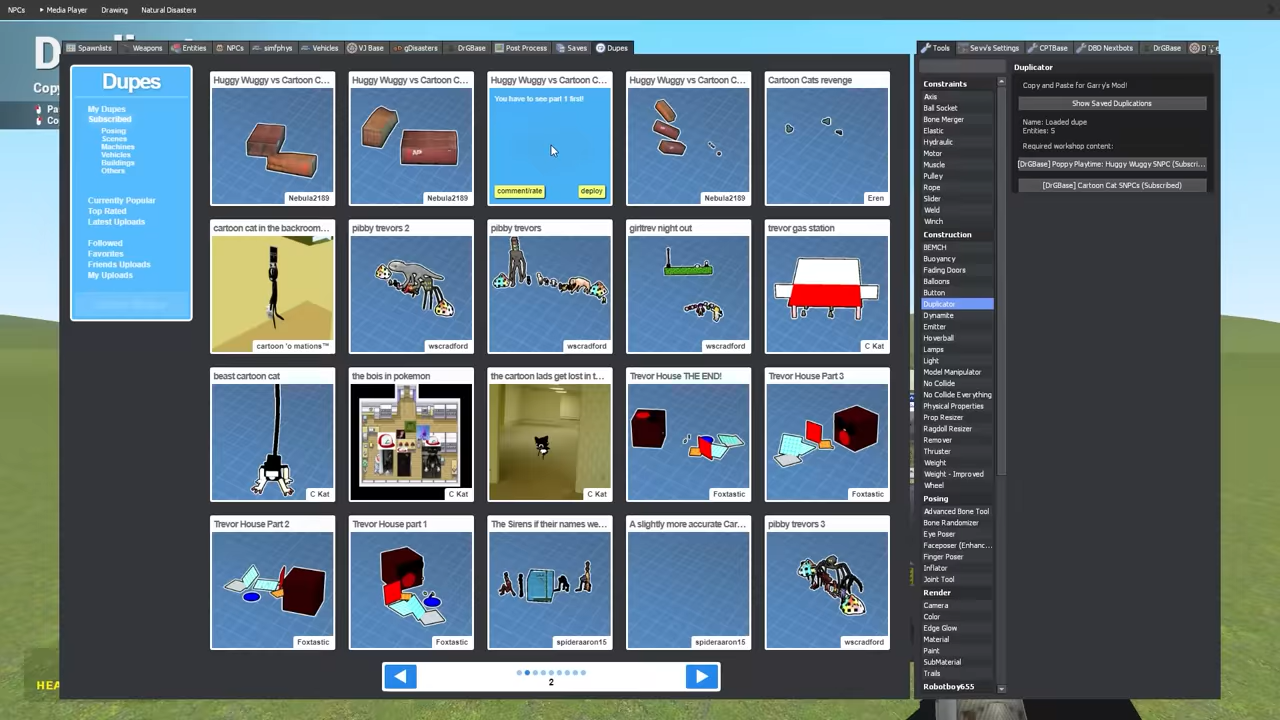 NPCs
Media Player
Drawing
Natural Disasters
Spawnlists
Weapons
Entities
NPCs
simfphys
Vehicles
VJ Base
gDisasters
DrGBase
Post Process
Saves
Dupes
Dupes
My Dupes
Subscribed
Posing
Scenes
Machines
Vehicles
Buildings
Others
Currently Popular
Top Rated
Latest Uploads
Followed
Favorites
Friends Uploads
My Uploads
Huggy Wuggy vs Cartoon C...
Nebula2189
Huggy Wuggy vs Cartoon C...
AP
Nebula2189
Huggy Wuggy vs Cartoon C...
You have to see part 1 first!
comment/rate
deploy
Huggy Wuggy vs Cartoon C...
Nebula2189
Cartoon Cats revenge
Eren
cartoon cat in the backroom...
cartoon 'o mations™
pibby trevors 2
wscradford
pibby trevors
wscradford
girltrev night out
wscradford
trevor gas station
C Kat
beast cartoon cat
C Kat
the bois in pokemon
C Kat
the cartoon lads get lost in t...
C Kat
Trevor House THE END!
Foxtastic
Trevor House Part 3
Foxtastic
Trevor House Part 2
Foxtastic
Trevor House part 1
Foxtastic
The Sirens if their names we...
spideraaron15
A slightly more accurate Car...
spideraaron15
pibby trevors 3
wscradford
2
Tools
Sevv's Settings
CPTBase
DBD Nextbots
DrGBase
Constraints
Axis
Ball Socket
Bone Merger
Elastic
Hydraulic
Motor
Muscle
Pulley
Rope
Slider
Weld
Winch
Construction
BEMCH
Buoyancy
Fading Doors
Balloons
Button
Duplicator
Dynamite
Emitter
Hoverball
Lamps
Light
Model Manipulator
No Collide
No Collide Everything
Physical Properties
Prop Resizer
Ragdoll Resizer
Remover
Thruster
Weight
Weight - Improved
Wheel
Posing
Advanced Bone Tool
Bone Randomizer
Eye Poser
Faceposer (Enhanc...
Finger Poser
Inflator
Joint Tool
Render
Camera
Color
Edge Glow
Material
Paint
SubMaterial
Trails
Robotboy655
Duplicator
Copy and Paste for Garry's Mod!
Show Saved Duplications
Name: Loaded dupe
Entities: 5
Required workshop content:
[DrGBase] Poppy Playtime: Huggy Wuggy SNPC (Subscri...
[DrGBase] Cartoon Cat SNPCs (Subscribed)